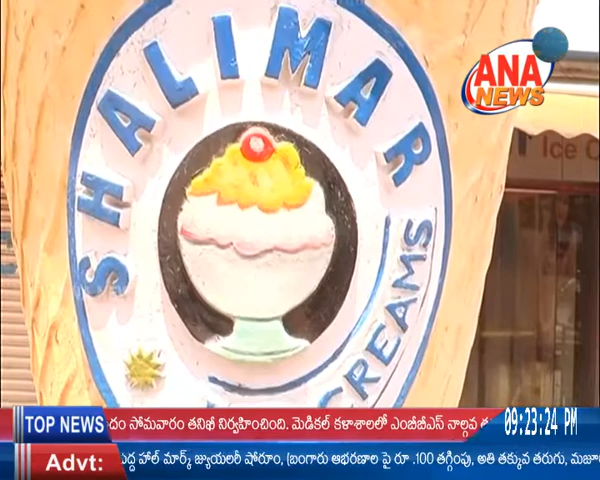 SHALIMAR
CREAMS
ANA
NEWS
Ice
TOP NEWS సోమవారం తనిఖీ నిర్వహించింది. మెడికల్ కళాశాలలో ఎంబీబీఎస్ నాల్గవ
09:23:24 PM
Advt: హాల్ మార్క్ జ్యుయలరీ షోరూం, (బంగారు ఆభరణాల పై రూ .100 తగ్గింపు, అతి తక్కువ తరుగు,